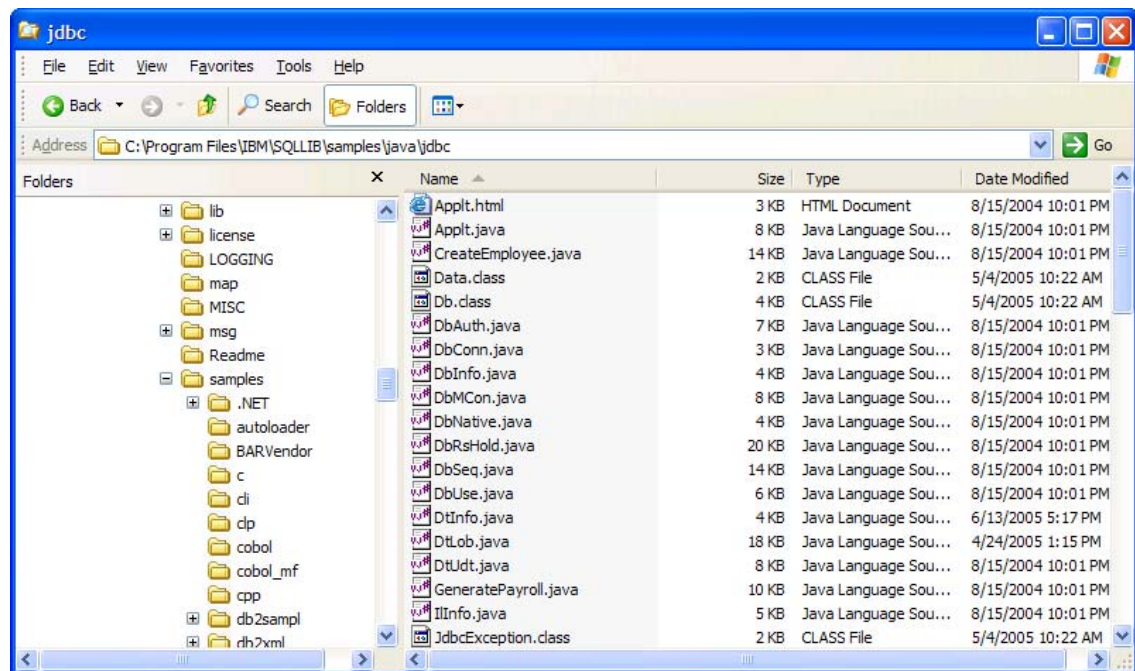 jdbc
File Edit View Favorites Tools Help
Back Search Folders
Address C:\Program Files\IBM\SQLLIB\samples\java\jdbc Go
Folders
lib
license
LOGGING
map
MISC
msg
Readme
samples
.NET
autoloader
BARVendor
c
cli
clp
cobol
cobol_mf
cpp
db2sampl
db2xml
Name Size Type Date Modified
Applt.html 3 KB HTML Document 8/15/2004 10:01 PM
Applt.java 8 KB Java Language Sou... 8/15/2004 10:01 PM
CreateEmployee.java 14 KB Java Language Sou... 8/15/2004 10:01 PM
Data.class 2 KB CLASS File 5/4/2005 10:22 AM
Db.class 4 KB CLASS File 5/4/2005 10:22 AM
DbAuth.java 7 KB Java Language Sou... 8/15/2004 10:01 PM
DbConn.java 3 KB Java Language Sou... 8/15/2004 10:01 PM
DbInfo.java 4 KB Java Language Sou... 8/15/2004 10:01 PM
DbMCon.java 8 KB Java Language Sou... 8/15/2004 10:01 PM
DbNative.java 4 KB Java Language Sou... 8/15/2004 10:01 PM
DbRsHold.java 20 KB Java Language Sou... 8/15/2004 10:01 PM
DbSeq.java 14 KB Java Language Sou... 8/15/2004 10:01 PM
DbUse.java 6 KB Java Language Sou... 8/15/2004 10:01 PM
DtInfo.java 4 KB Java Language Sou... 6/13/2005 5:17 PM
DtLob.java 18 KB Java Language Sou... 4/24/2005 1:15 PM
DtUdt.java 8 KB Java Language Sou... 8/15/2004 10:01 PM
GeneratePayroll.java 10 KB Java Language Sou... 8/15/2004 10:01 PM
IlInfo.java 5 KB Java Language Sou... 8/15/2004 10:01 PM
JdbcException.class 2 KB CLASS File 5/4/2005 10:22 AM